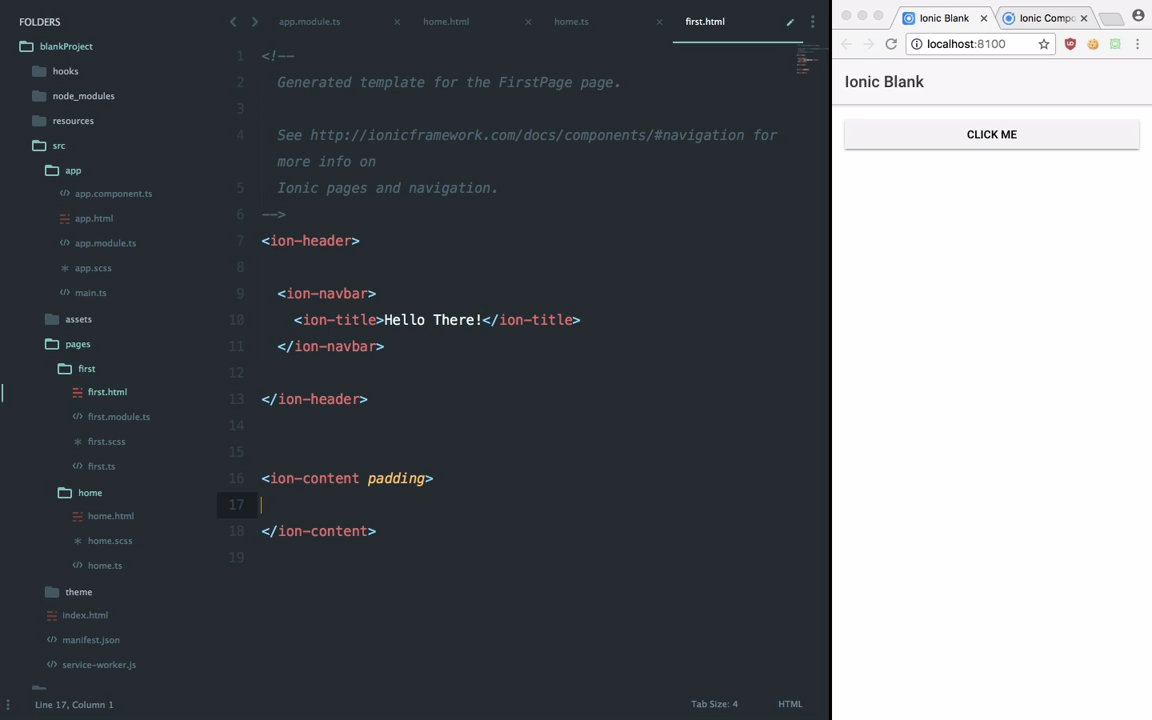 FOLDERS
blankProject
hooks
node_modules
resources
src
app
app.component.ts
app.html
app.module.ts
app.scss
main.ts
assets
pages
first
first.html
first.module.ts
first.scss
first.ts
home
home.html
home.scss
home.ts
theme
index.html
manifest.json
service-worker.js
app.module.ts
home.html
home.ts
first.html
1 <!--
2 Generated template for the FirstPage page.
3
4 See http://ionicframework.com/docs/components/#navigation for
more info on
5 Ionic pages and navigation.
6 -->
7 <ion-header>
8
9 <ion-navbar>
10 <ion-title>Hello There!</ion-title>
11 </ion-navbar>
12
13 </ion-header>
14
15
16 <ion-content padding>
17
18 </ion-content>
19
Line 17, Column 1
Tab Size: 4
HTML
Ionic Blank
Ionic Compo
localhost:8100
Ionic Blank
CLICK ME